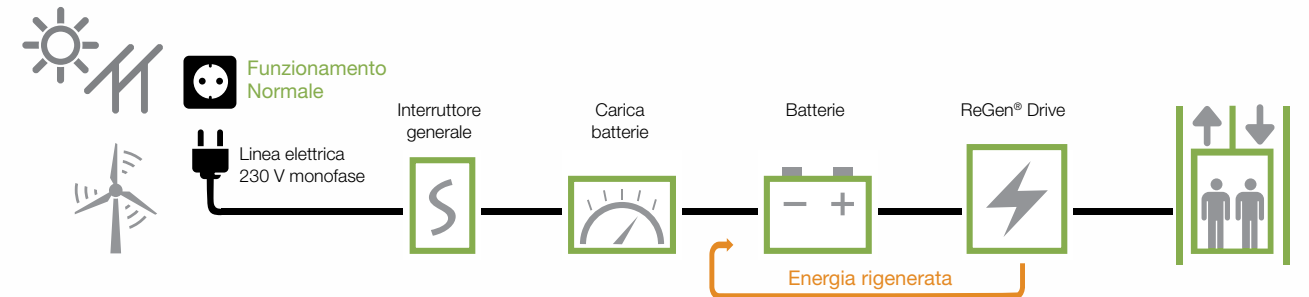 Funzionamento
Normale
Linea elettrica
230 V monofase
Interruttore
generale
Carica
batterie
Batterie
ReGen® Drive
Energia rigenerata